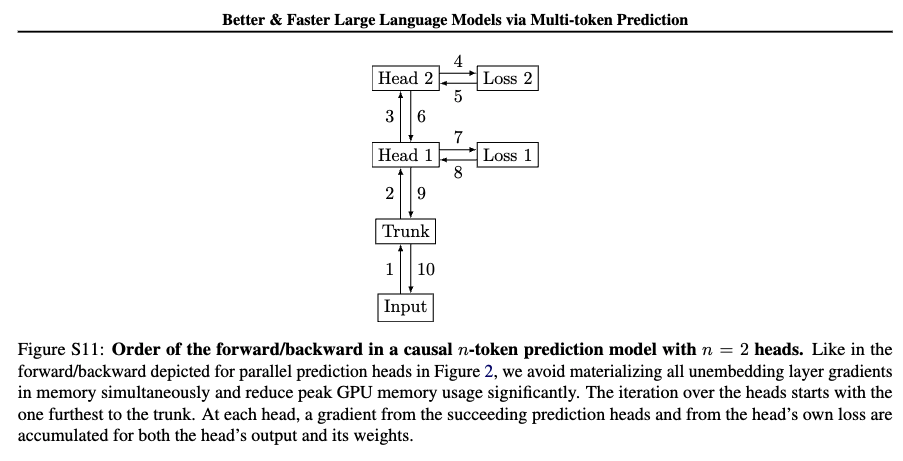 Better & Faster Large Language Models via Multi-token Prediction
4
Head 2
Loss 2
5
3
6
7
Head 1
Loss 1
8
2
9
Trunk
1
10
Input
Figure S11: Order of the forward/backward in a causal n-token prediction model with n = 2 heads. Like in the
forward/backward depicted for parallel prediction heads in Figure 2, we avoid materializing all unembedding layer gradients
in memory simultaneously and reduce peak GPU memory usage significantly. The iteration over the heads starts with the
one furthest to the trunk. At each head, a gradient from the succeeding prediction heads and from the head's own loss are
accumulated for both the head's output and its weights.